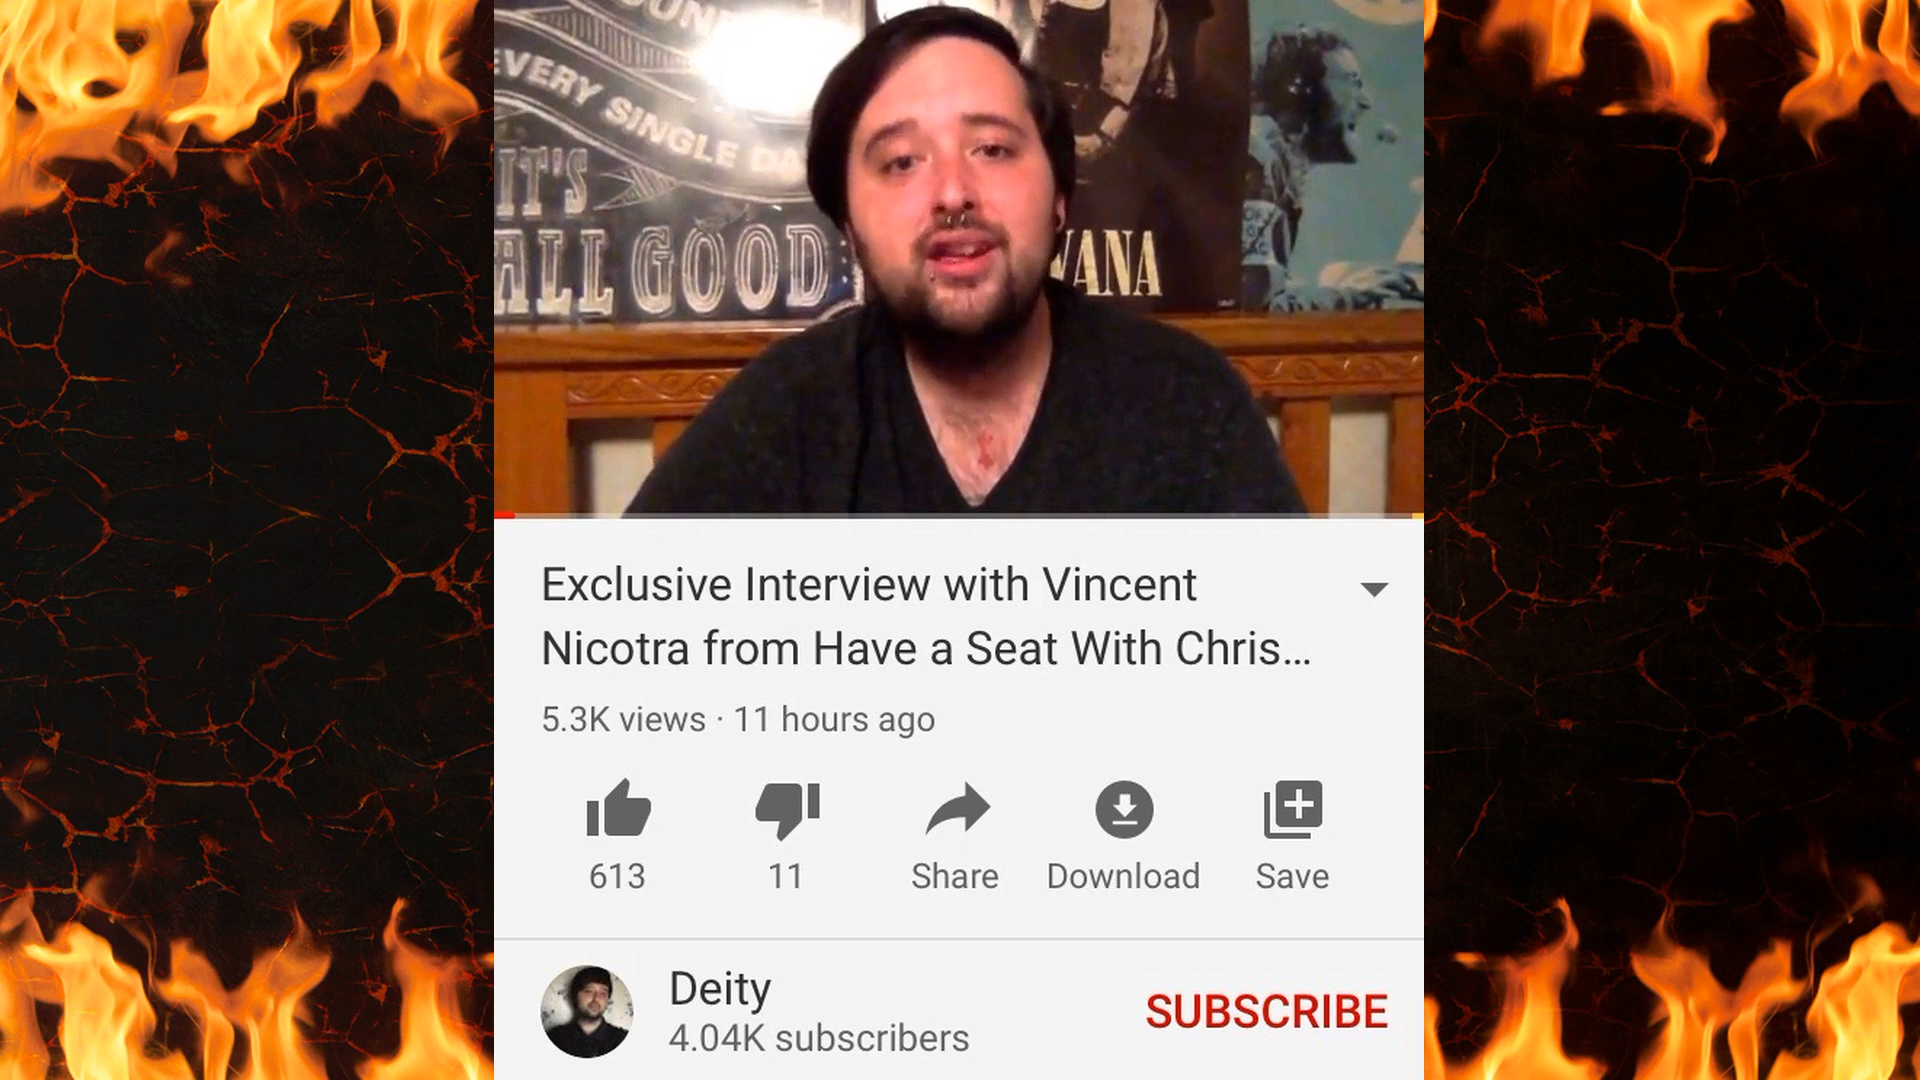 EVERY SINGLE DA
IT'S
ALL GOOD
VANA
Exclusive Interview with Vincent
Nicotra from Have a Seat With Chris...
5.3K views · 11 hours ago
613
11
Share
Download
Save
Deity
4.04K subscribers
SUBSCRIBE